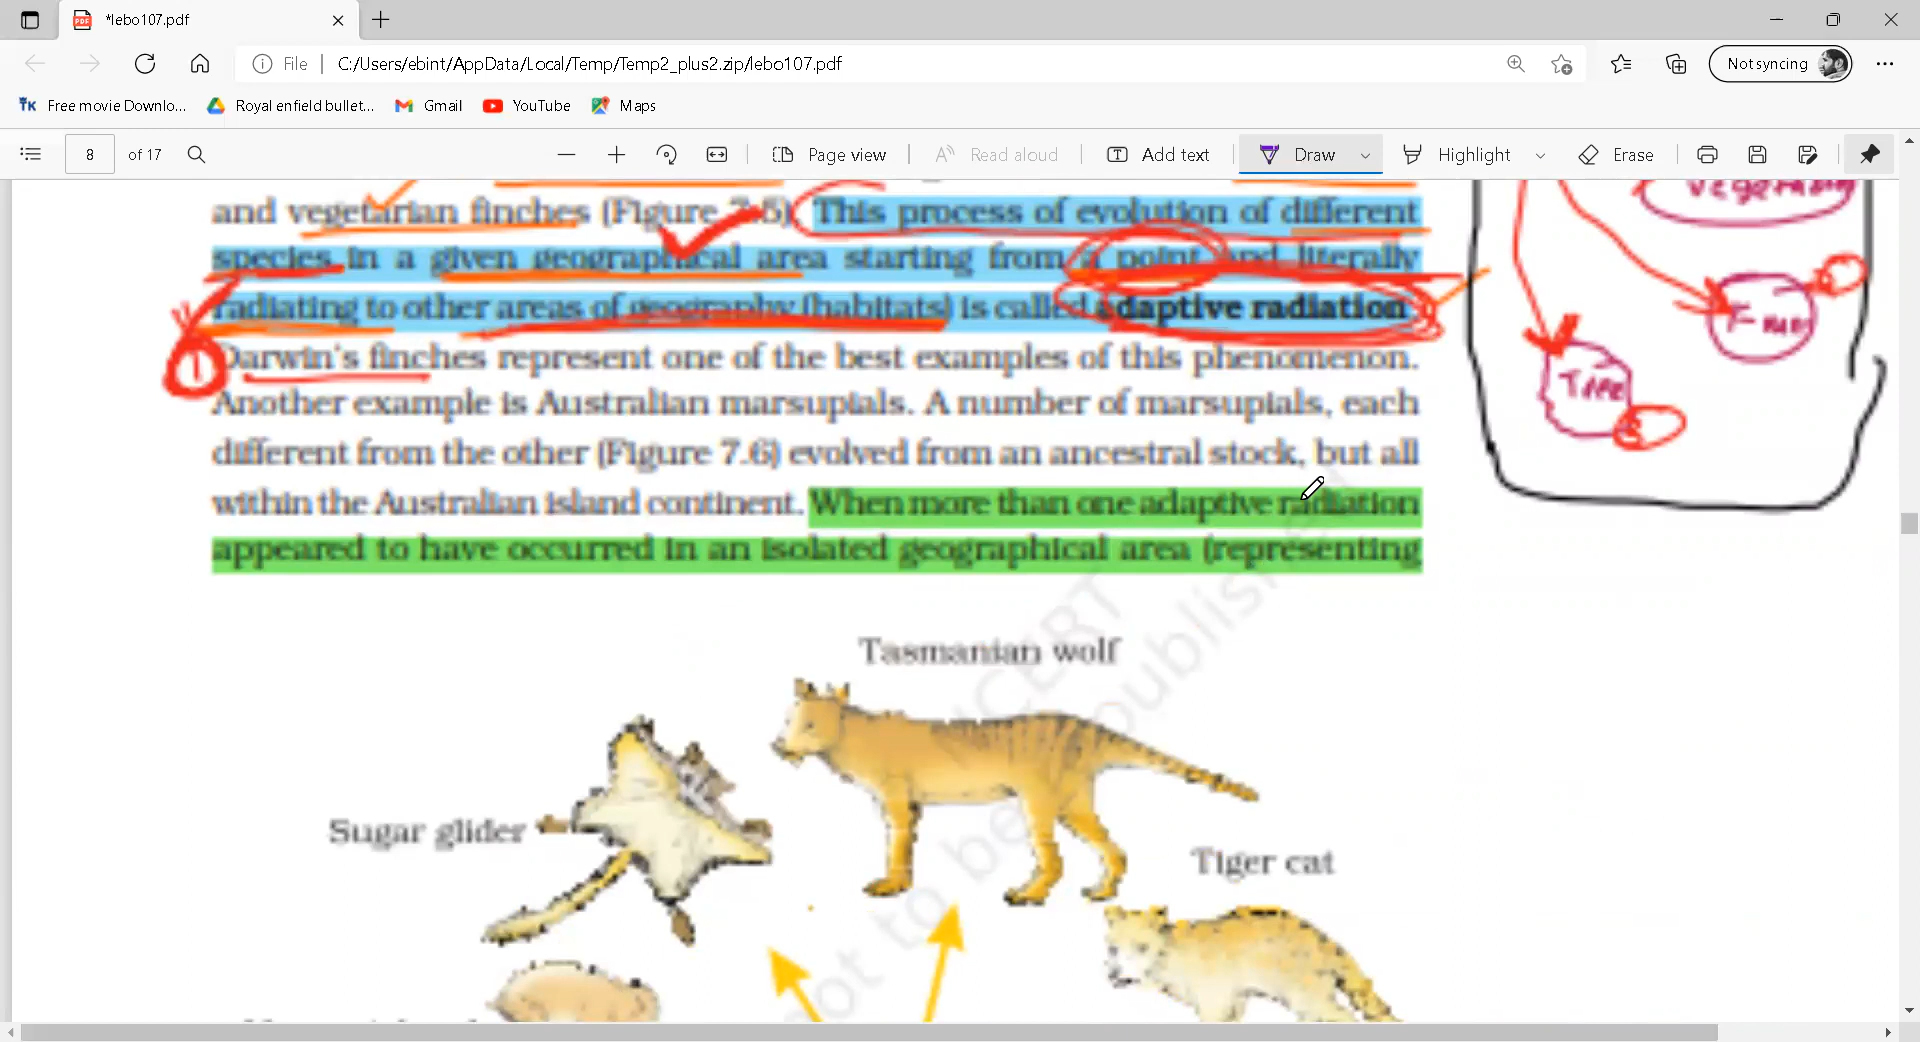 *lebo107.pdf
File C:/Users/ebint/AppData/Local/Temp/Temp2_plus2.zip/lebo107.pdf
Not syncing
Free movie Downlo...
Royal enfield bullet...
Gmail
YouTube
Maps
8 of 17
Page view
Read aloud
Add text
Draw
Highlight
Erase
and vegetarian finches (Figure 7.5). This process of evolution of different
species in a given geographical area starting from a point and literally
radiating to other areas of geography (habitats) is called adaptive radiation.
Darwin's finches represent one of the best examples of this phenomenon.
Another example is Australian marsupials. A number of marsupials, each
different from the other (Figure 7.6) evolved from an ancestral stock, but all
within the Australian island continent. When more than one adaptive radiation
appeared to have occurred in an isolated geographical area (representing
Tasmanian wolf
Sugar glider
Tiger cat
1
NCERT
not to be republished